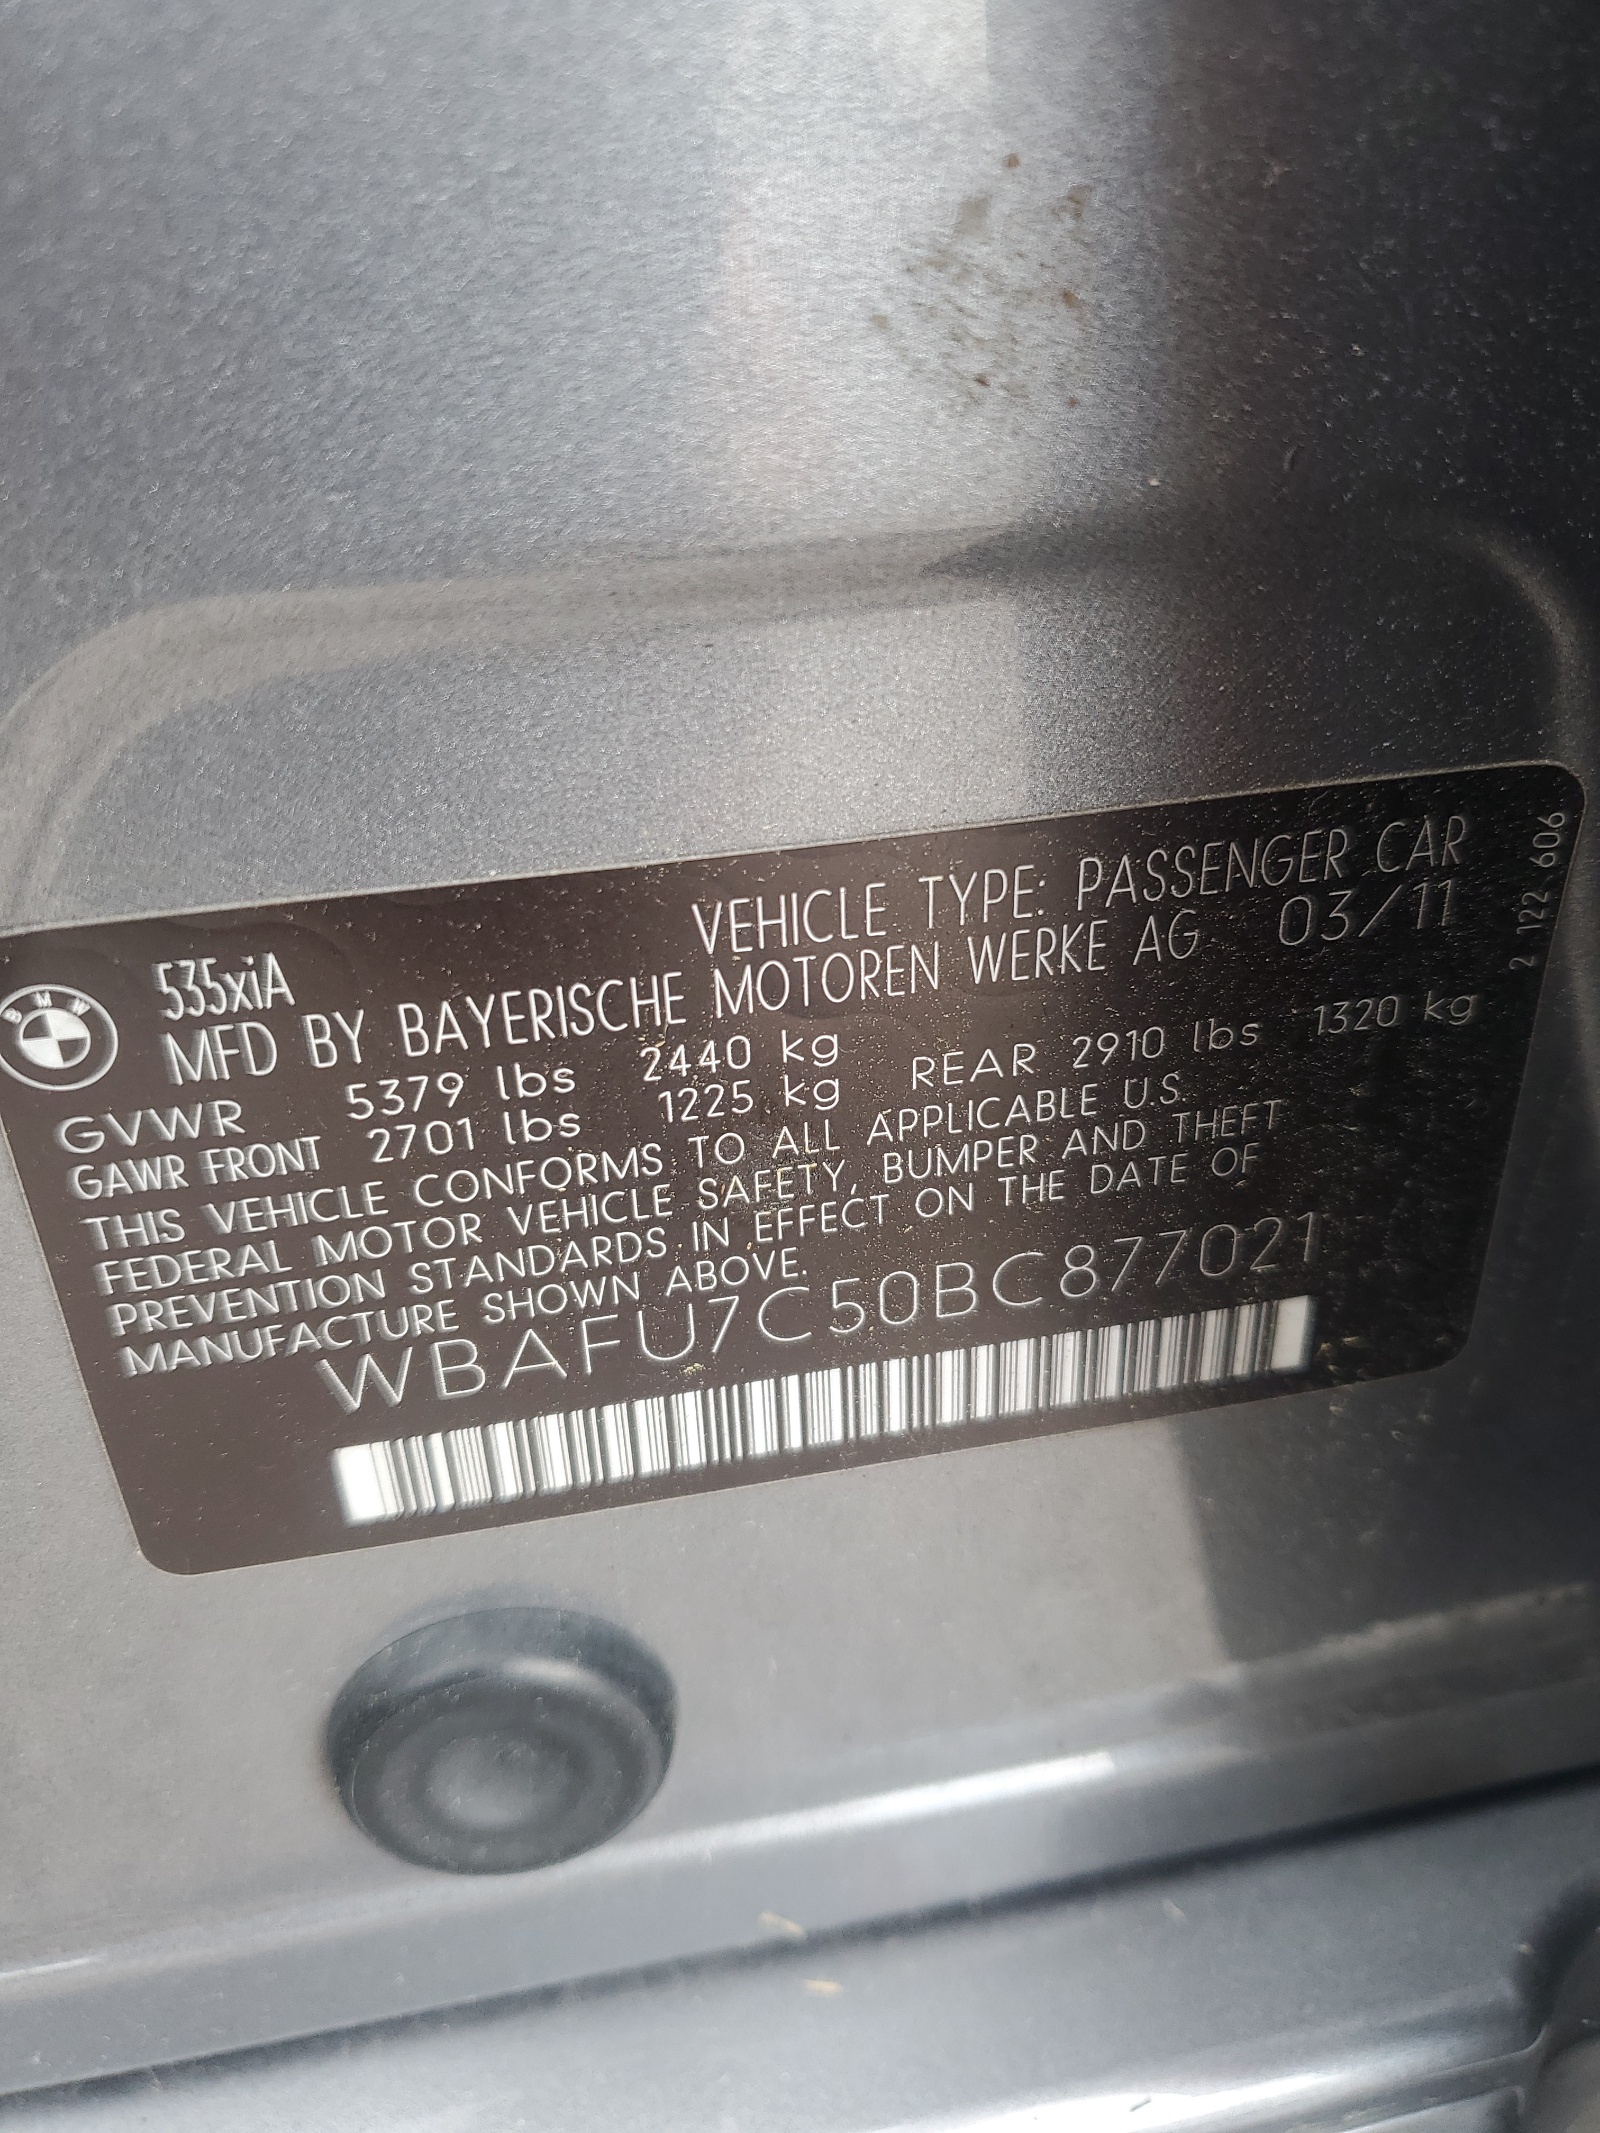 VEHICLE TYPE: PASSENGER CAR
BMW 535xiA
MFD BY BAYERISCHE MOTOREN WERKE AG 03/11
GVWR 5379 lbs 2440 kg
GAWR FRONT 2701 lbs 1225 kg REAR 2910 lbs 1320 kg
THIS VEHICLE CONFORMS TO ALL APPLICABLE U.S.
FEDERAL MOTOR VEHICLE SAFETY, BUMPER AND THEFT
PREVENTION STANDARDS IN EFFECT ON THE DATE OF
MANUFACTURE SHOWN ABOVE.
WBAFU7C50BC877021
2 122 606